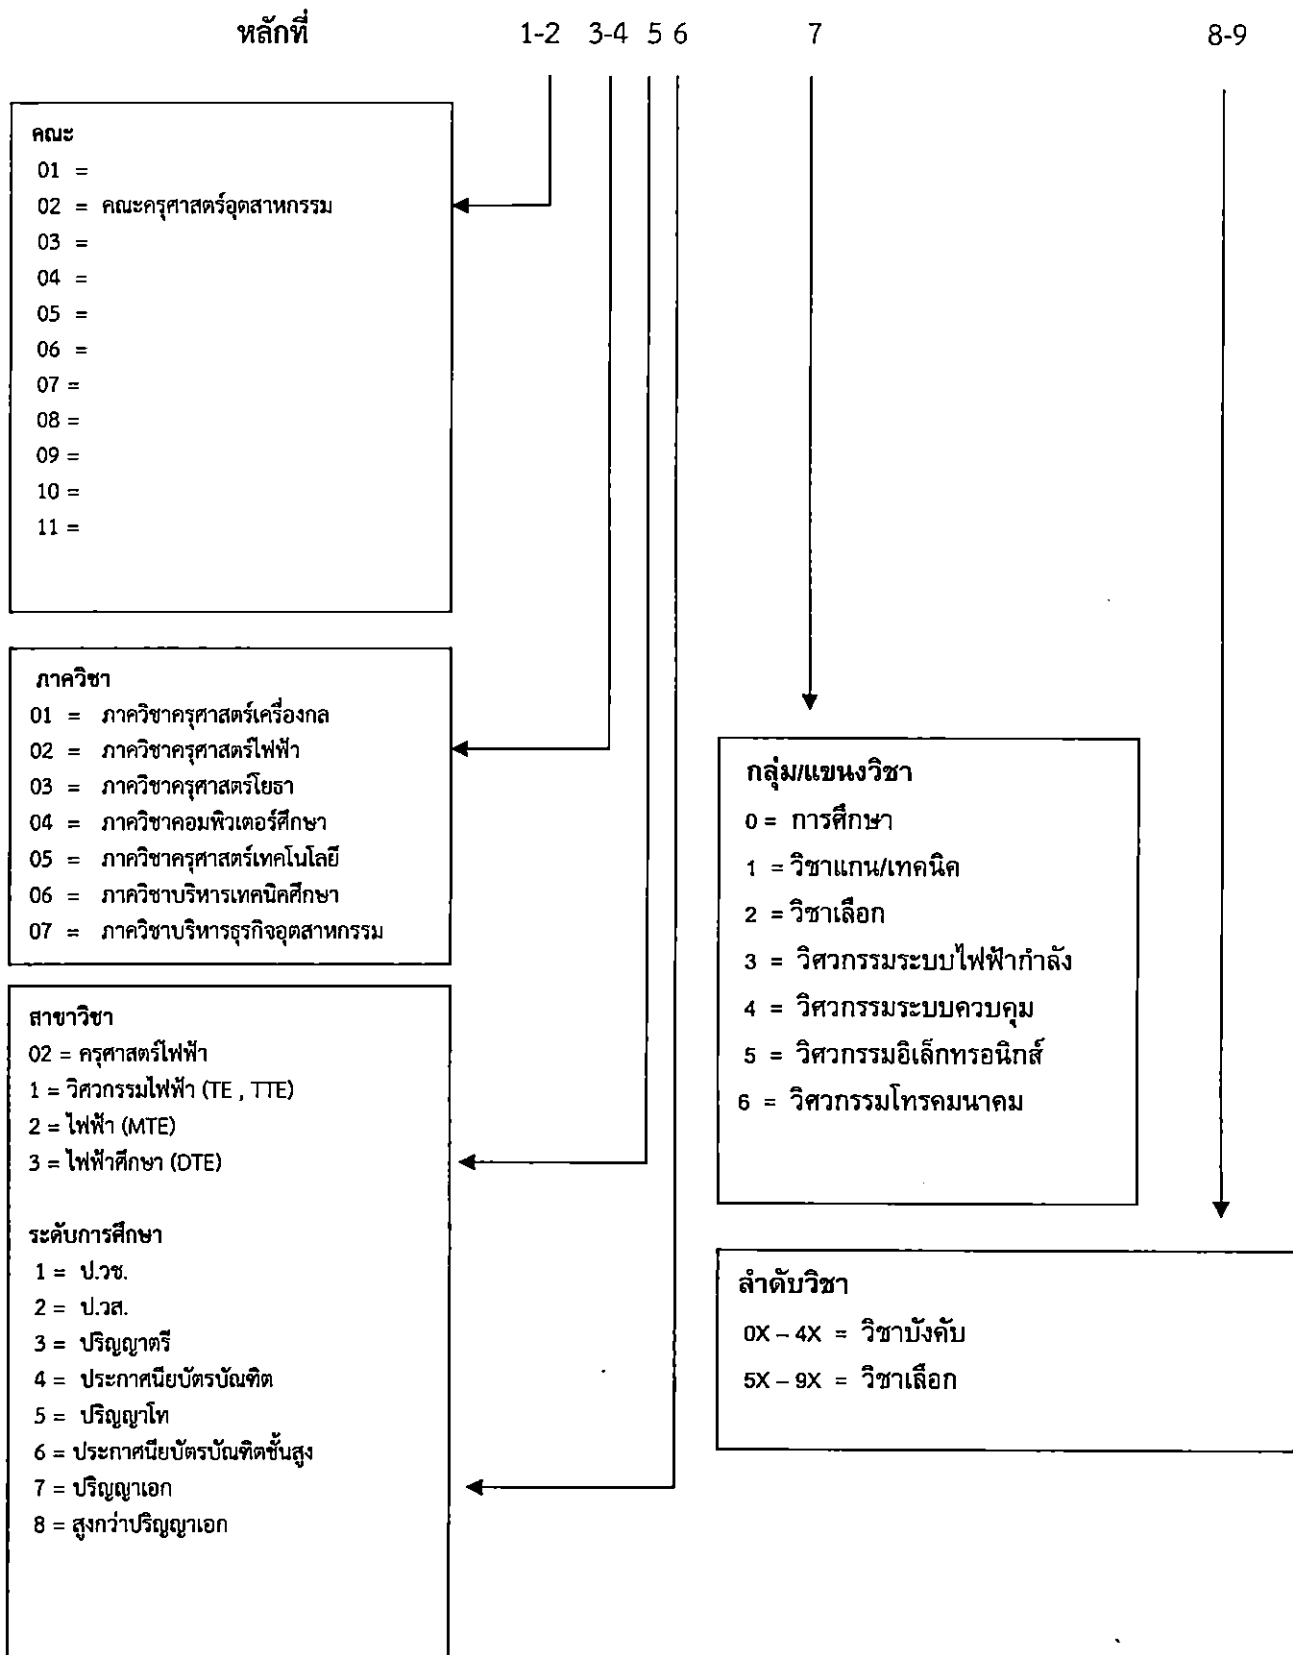 หลักที่ 1-2 3-4 5 6 7 8-9
คณะ
01 =
02 = คณะครุศาสตร์อุตสาหกรรม
03 =
04 =
05 =
06 =
07 =
08 =
09 =
10 =
11 =
ภาควิชา
01 = ภาควิชาครุศาสตร์เครื่องกล
02 = ภาควิชาครุศาสตร์ไฟฟ้า
03 = ภาควิชาครุศาสตร์โยธา
04 = ภาควิชาคอมพิวเตอร์ศึกษา
05 = ภาควิชาครุศาสตร์เทคโนโลยี
06 = ภาควิชาบริหารเทคนิคศึกษา
07 = ภาควิชาบริหารธุรกิจอุตสาหกรรม
สาขาวิชา
02 = ครุศาสตร์ไฟฟ้า
1 = วิศวกรรมไฟฟ้า (TE , TTE)
2 = ไฟฟ้า (MTE)
3 = ไฟฟ้าศึกษา (DTE)
ระดับการศึกษา
1 = ป.วช.
2 = ป.วส.
3 = ปริญญาตรี
4 = ประกาศนียบัตรบัณฑิต
5 = ปริญญาโท
6 = ประกาศนียบัตรบัณฑิตชั้นสูง
7 = ปริญญาเอก
8 = สูงกว่าปริญญาเอก
กลุ่ม/แขนงวิชา
0 = การศึกษา
1 = วิชาแกน/เทคนิค
2 = วิชาเลือก
3 = วิศวกรรมระบบไฟฟ้ากำลัง
4 = วิศวกรรมระบบควบคุม
5 = วิศวกรรมอิเล็กทรอนิกส์
6 = วิศวกรรมโทรคมนาคม
ลำดับวิชา
0X – 4X = วิชาบังคับ
5X – 9X = วิชาเลือก